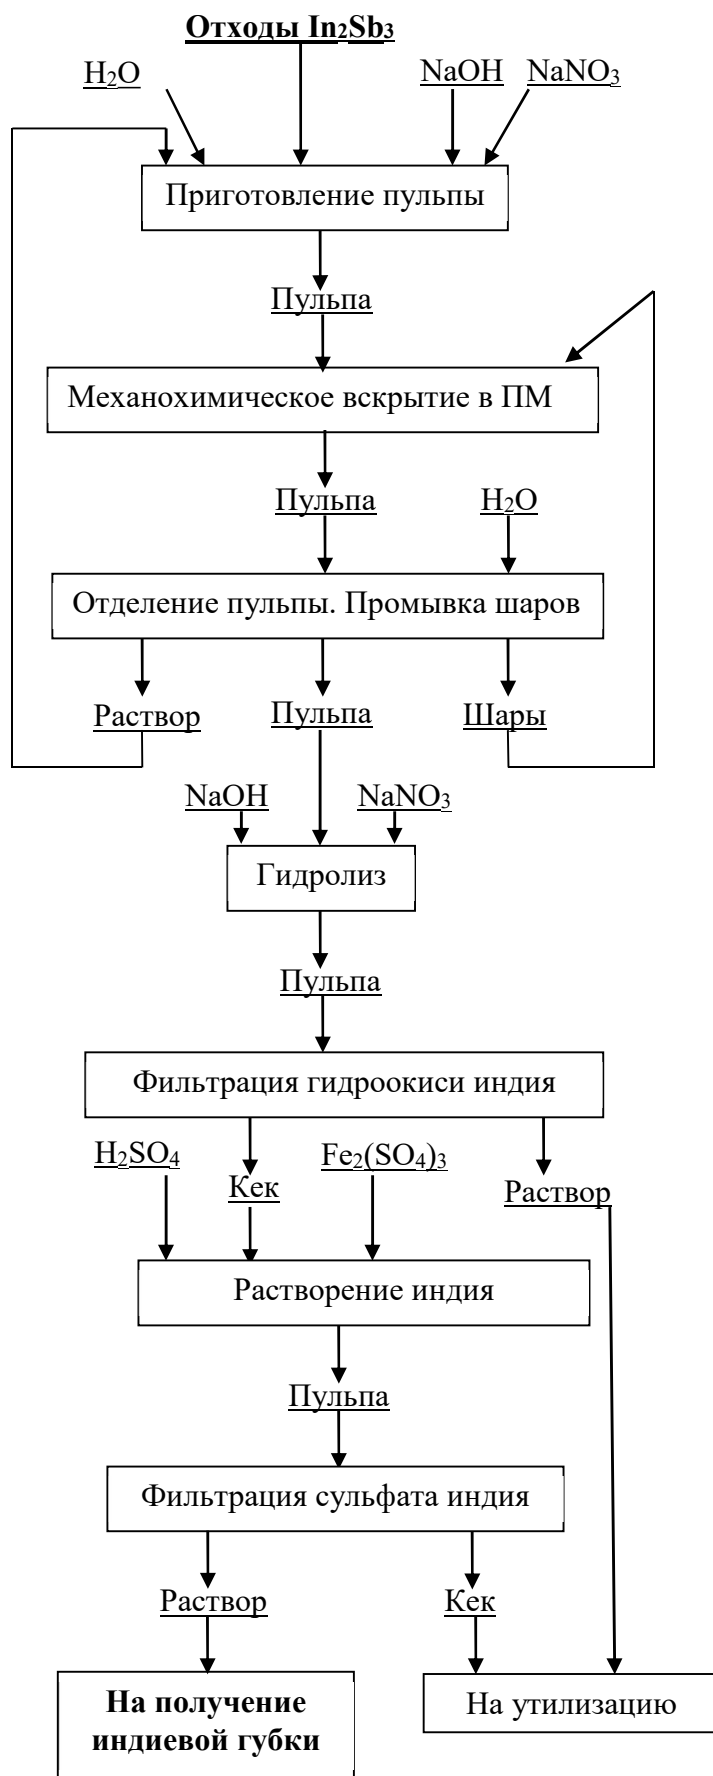 Отходы In₂Sb₃
H₂O
NaOH
NaNO₃
Приготовление пульпы
Пульпа
Механохимическое вскрытие в ПМ
Пульпа
H₂O
Отделение пульпы. Промывка шаров
Раствор
Пульпа
Шары
NaOH
NaNO₃
Гидролиз
Пульпа
Фильтрация гидроокиси индия
H₂SO₄
Кек
Fe₂(SO₄)₃
Раствор
Растворение индия
Пульпа
Фильтрация сульфата индия
Раствор
Кек
На получение
индиевой губки
На утилизацию